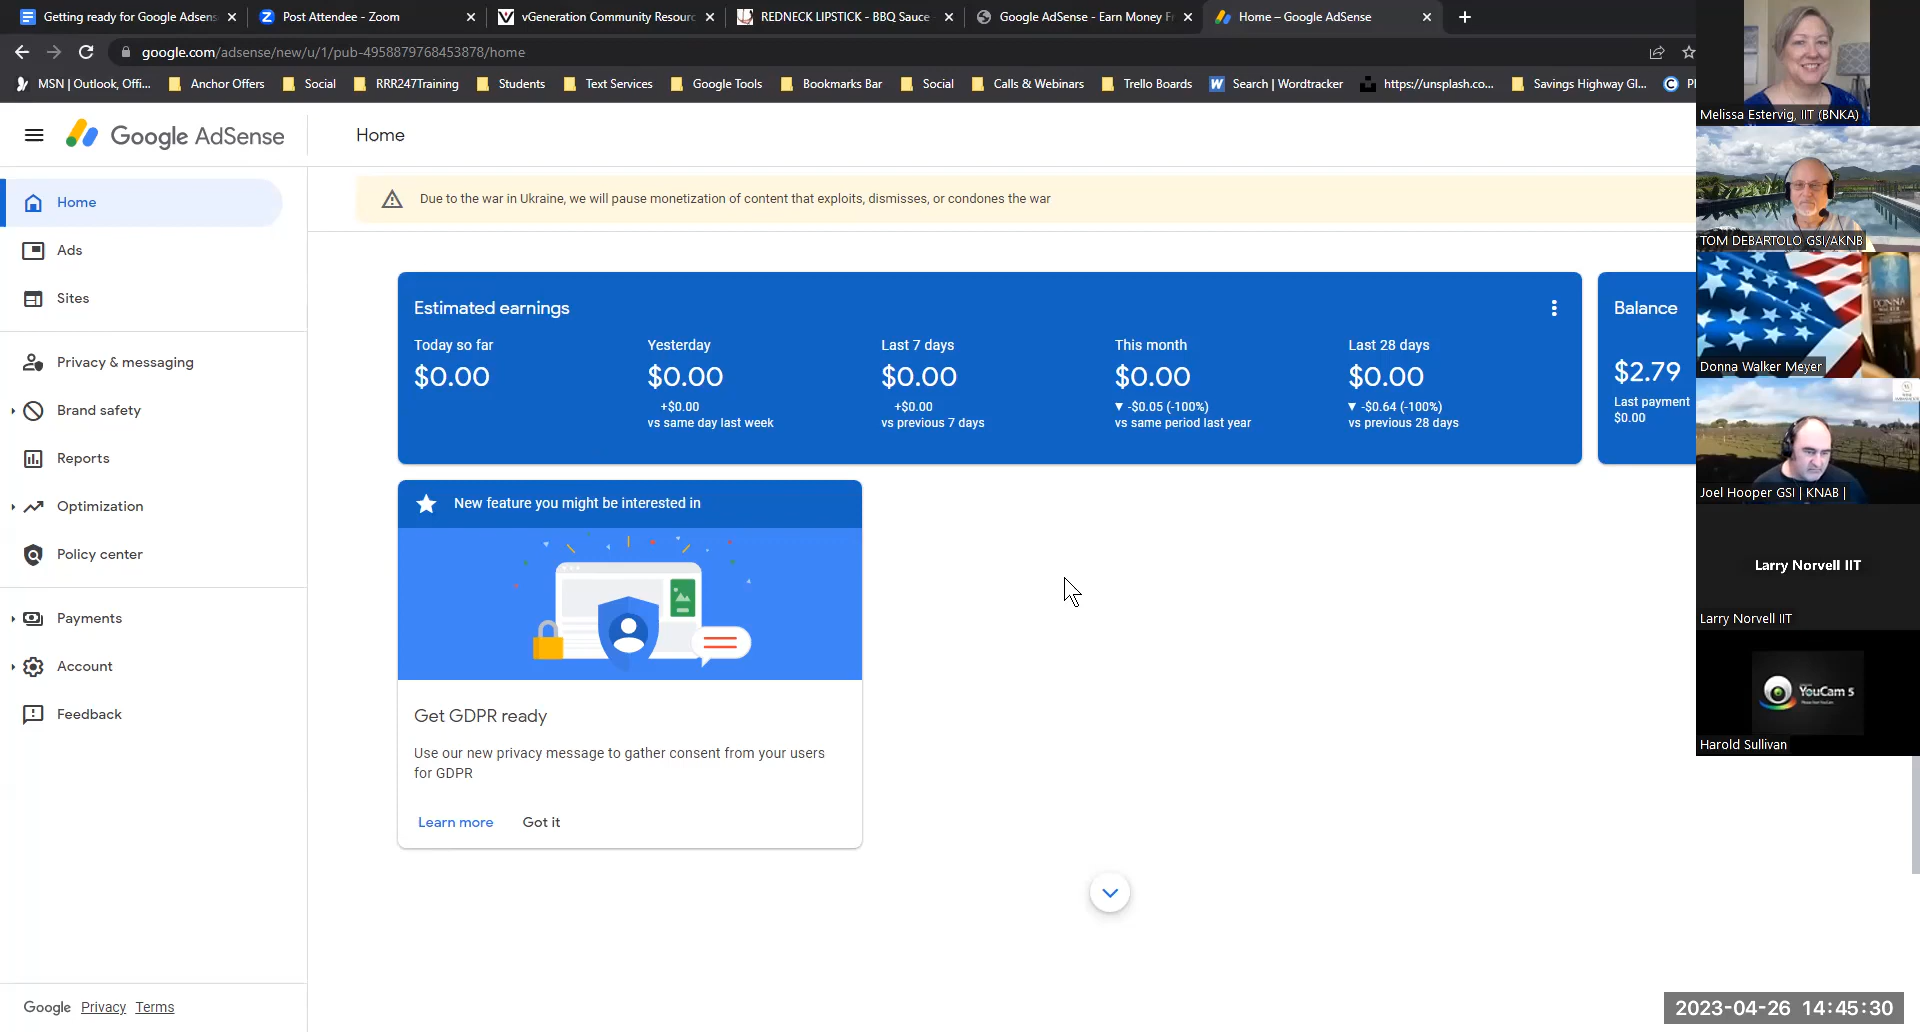 Getting ready for Google Adsens
Post Attendee - Zoom
vGeneration Community Resourc
REDNECK LIPSTICK - BBQ Sauce
Google AdSense - Earn Money F
Home – Google AdSense
google.com/adsense/new/u/1/pub-4958879768453878/home
MSN | Outlook, Offi...
Anchor Offers
Social
RRR247Training
Students
Text Services
Google Tools
Bookmarks Bar
Social
Calls & Webinars
Trello Boards
Search | Wordtracker
https://unsplash.co...
Savings Highway Gl...
Google AdSense
Home
Home
Ads
Sites
Privacy & messaging
Brand safety
Reports
Optimization
Policy center
Payments
Account
Feedback
Google Privacy Terms
Due to the war in Ukraine, we will pause monetization of content that exploits, dismisses, or condones the war
Estimated earnings
Today so far
$0.00
Yesterday
$0.00
+$0.00
vs same day last week
Last 7 days
$0.00
+$0.00
vs previous 7 days
This month
$0.00
▼ -$0.05 (-100%)
vs same period last year
Last 28 days
$0.00
▼ -$0.64 (-100%)
vs previous 28 days
Balance
$2.79
Last payment
$0.00
New feature you might be interested in
Get GDPR ready
Use our new privacy message to gather consent from your users
for GDPR
Learn more
Got it
Melissa Estervig, IIT (BNKA)
TOM DEBARTOLO GSI/AKNB
DONNA
Donna Walker Meyer
Joel Hooper GSI | KNAB |
Larry Norvell IIT
Larry Norvell IIT
YouCam 5
Harold Sullivan
2023-04-26 14:45:30